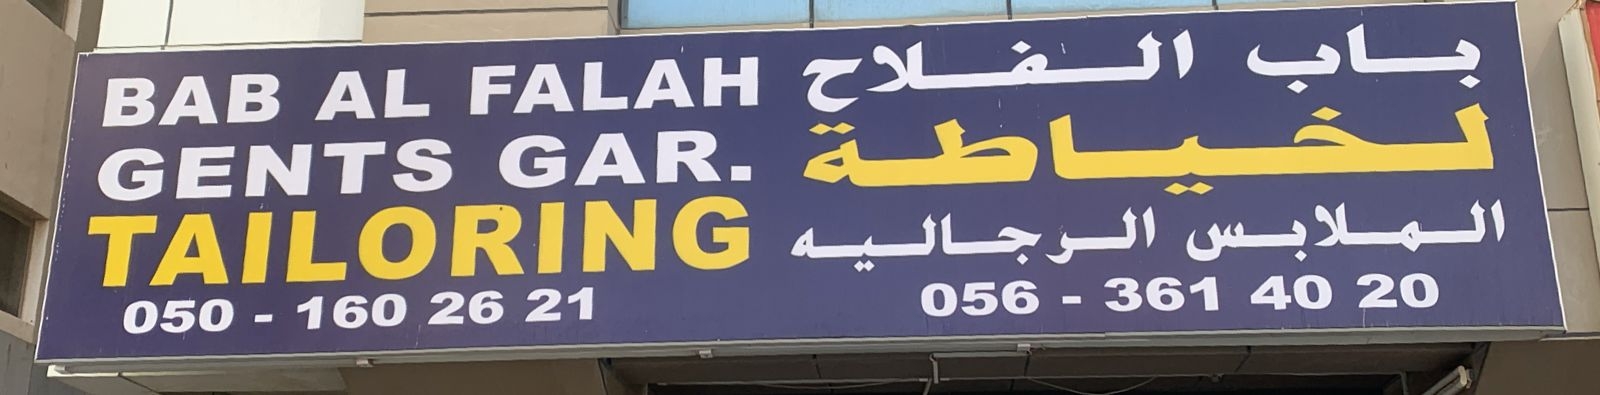 BAB AL FALAH
GENTS GAR.
TAILORING
050 - 160 26 21
باب الفلاح
لخياطة
الملابس الرجاليه
056 - 361 40 20